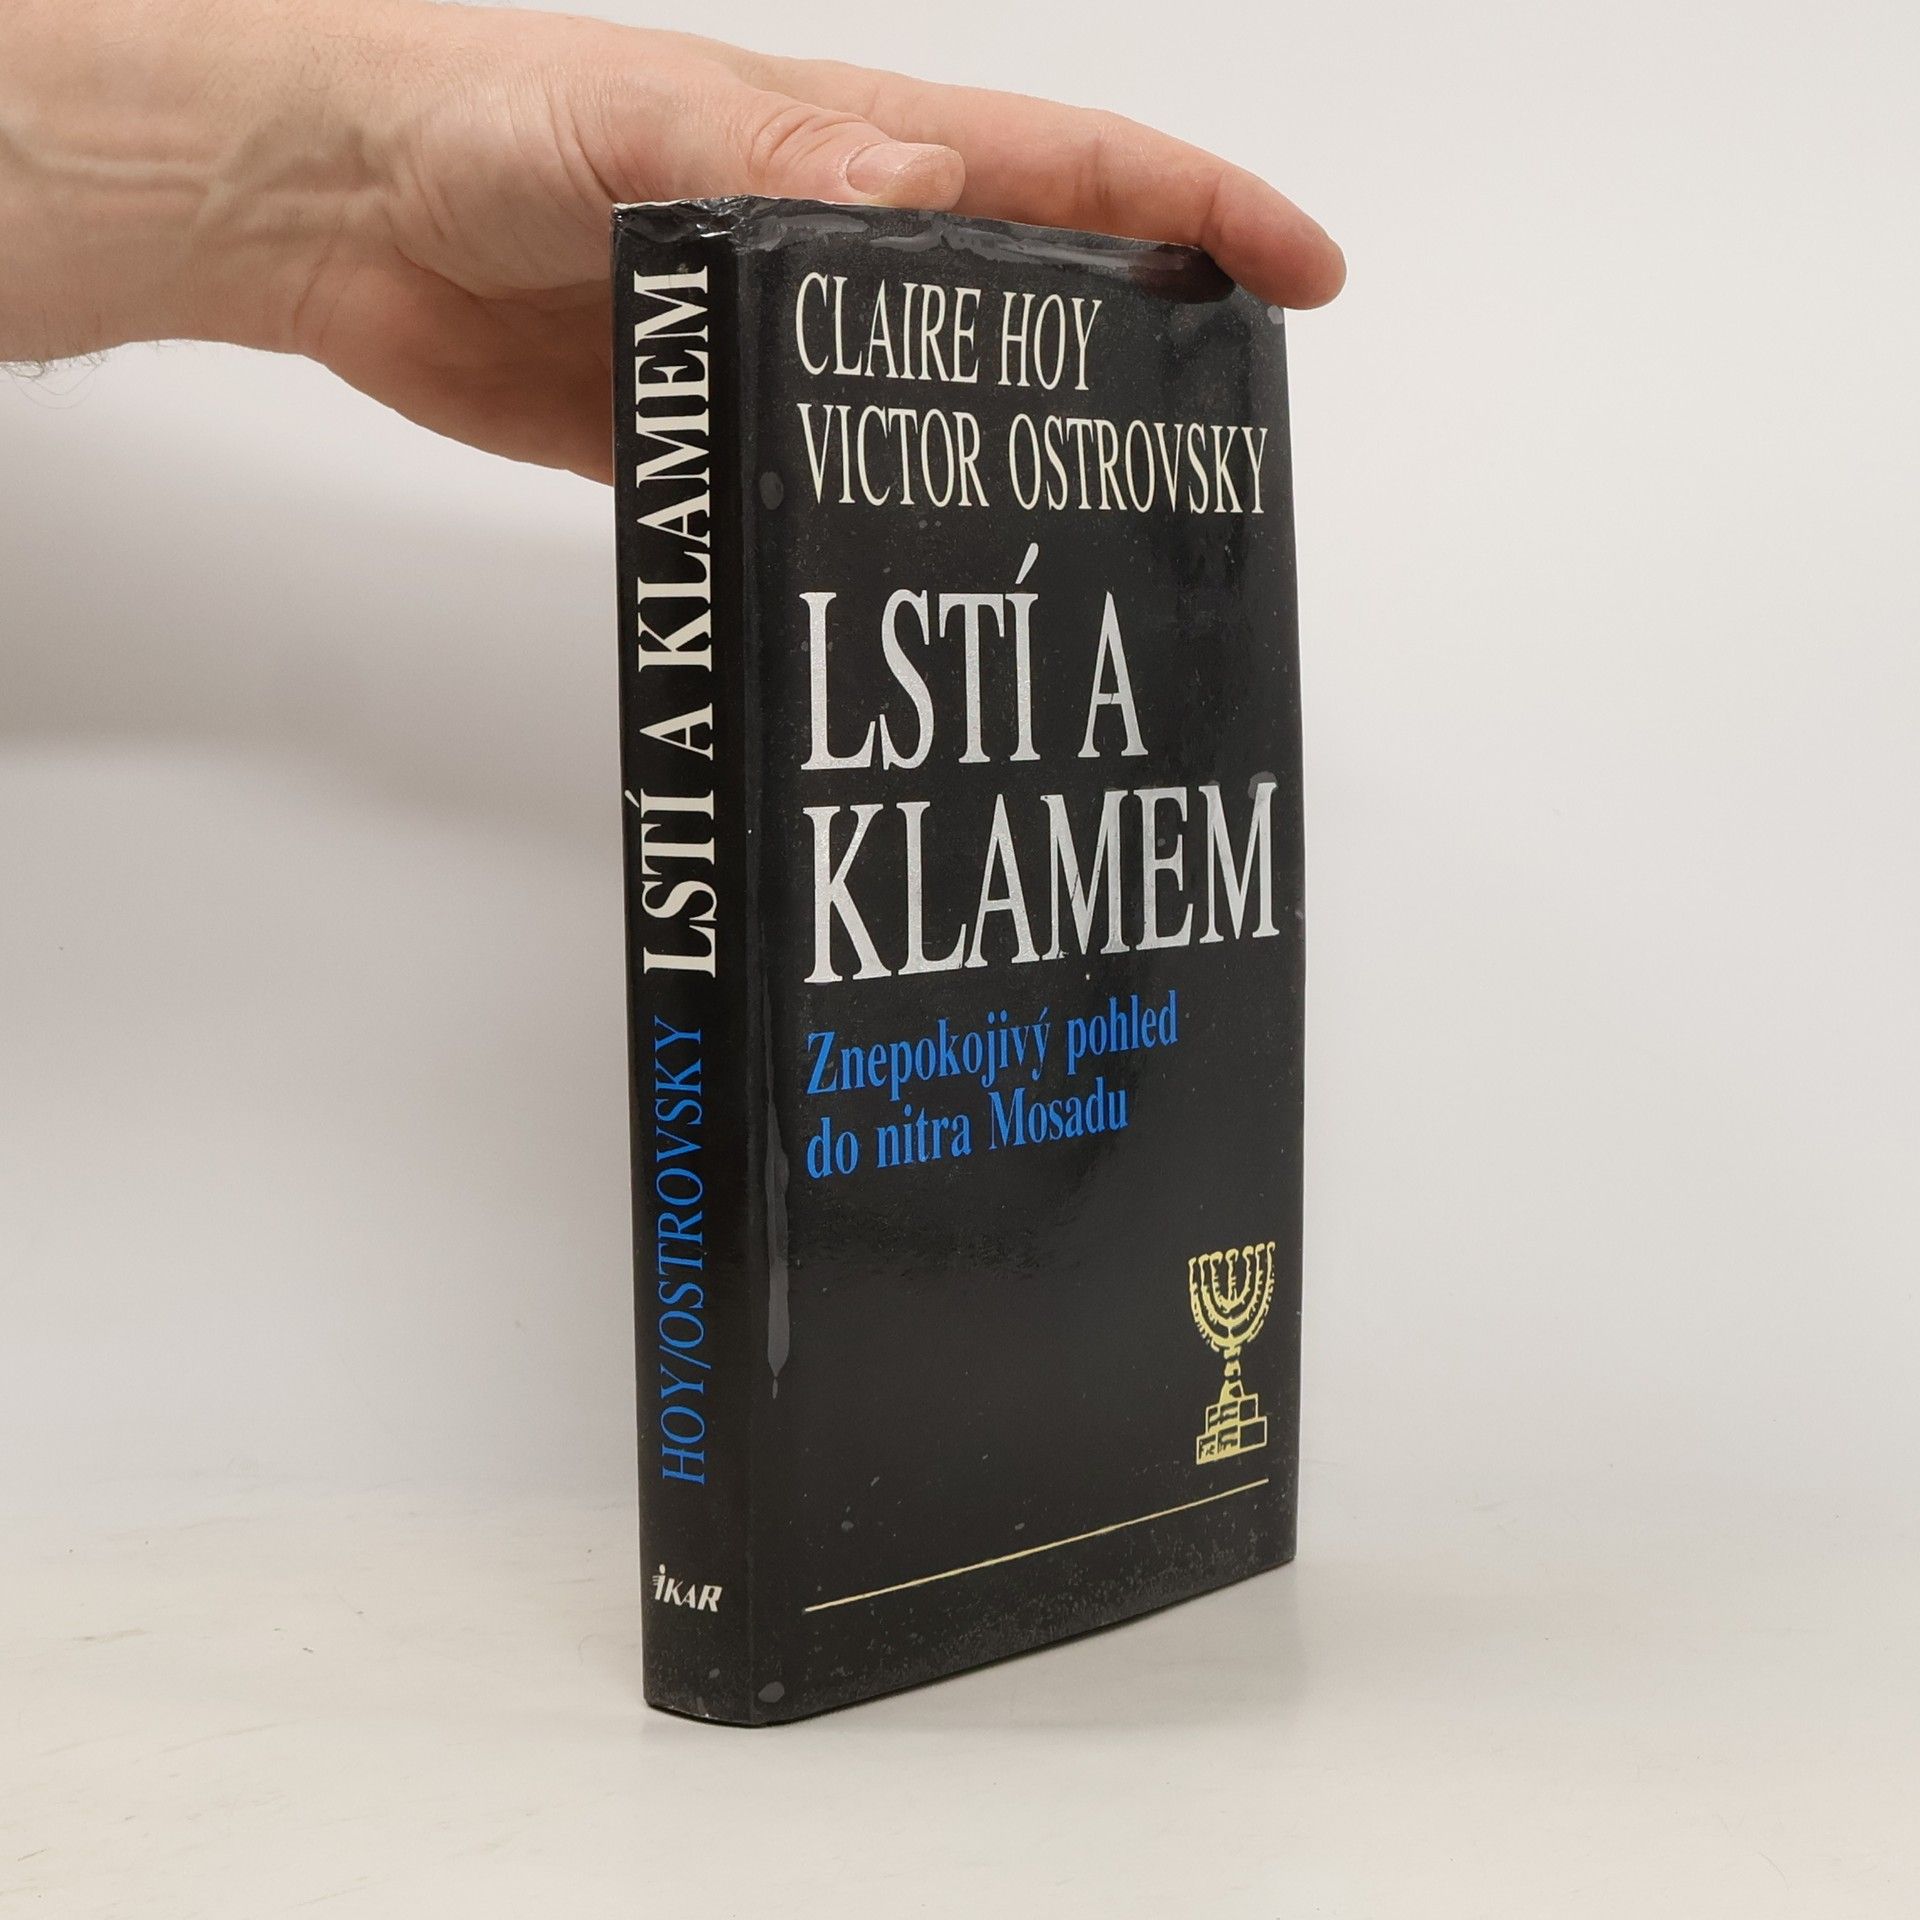 LSTÍ A KLAMEM
HOY/OSTROVSKY
iKAR
CLAIRE HOY
VICTOR OSTROVSKY
LSTÍ A
KLAMEM
Znepokojivý pohled
do nitra Mosadu